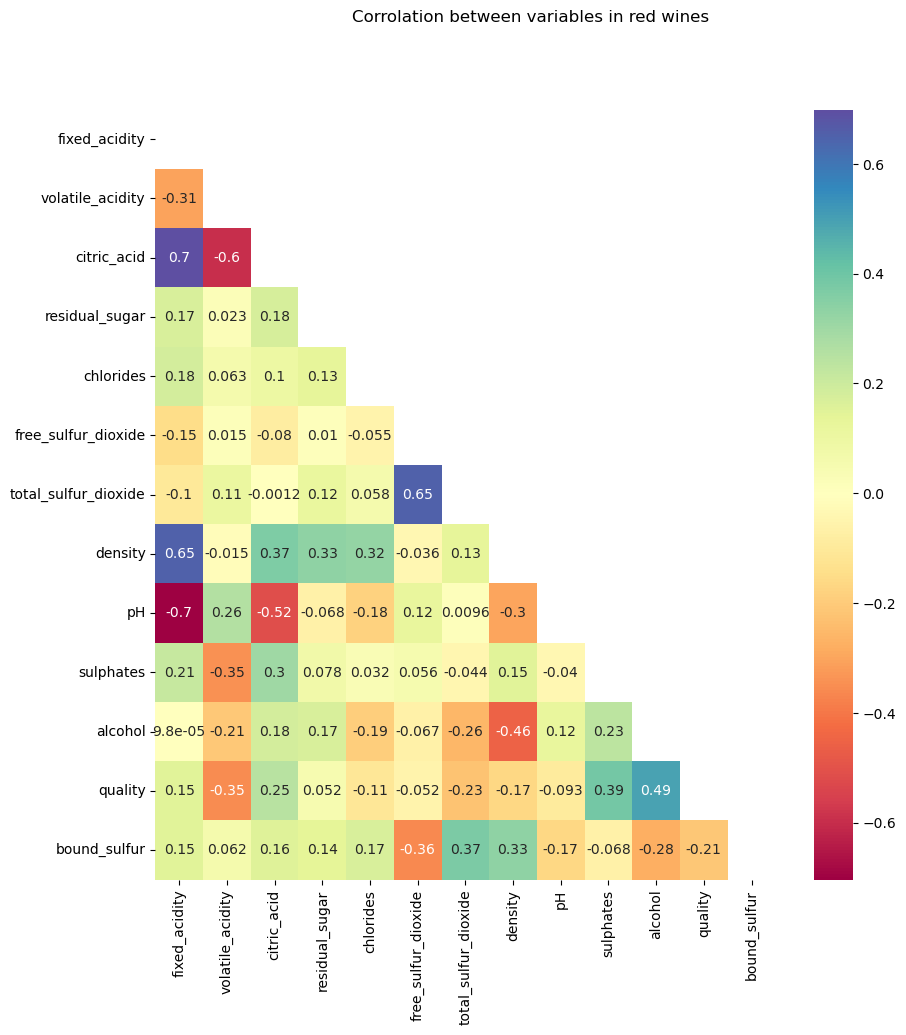 Corrolation between variables in red wines
fixed_acidity
volatile_acidity -0.31
citric_acid 0.7 -0.6
residual_sugar 0.17 0.023 0.18
chlorides 0.18 0.063 0.1 0.13
free_sulfur_dioxide -0.15 0.015 -0.08 0.01 -0.055
total_sulfur_dioxide -0.1 0.11 -0.0012 0.12 0.058 0.65
density 0.65 -0.015 0.37 0.33 0.32 -0.036 0.13
pH -0.7 0.26 -0.52 -0.068 -0.18 0.12 0.0096 -0.3
sulphates 0.21 -0.35 0.3 0.078 0.032 0.056 -0.044 0.15 -0.04
alcohol -9.8e-05 -0.21 0.18 0.17 -0.19 -0.067 -0.26 -0.46 0.12 0.23
quality 0.15 -0.35 0.25 0.052 -0.11 -0.052 -0.23 -0.17 -0.093 0.39 0.49
bound_sulfur 0.15 0.062 0.16 0.14 0.17 -0.36 0.37 0.33 -0.17 -0.068 -0.28 -0.21
fixed_acidity
volatile_acidity
citric_acid
residual_sugar
chlorides
free_sulfur_dioxide
total_sulfur_dioxide
density
pH
sulphates
alcohol
quality
bound_sulfur
0.6
0.4
0.2
0.0
−0.2
−0.4
−0.6